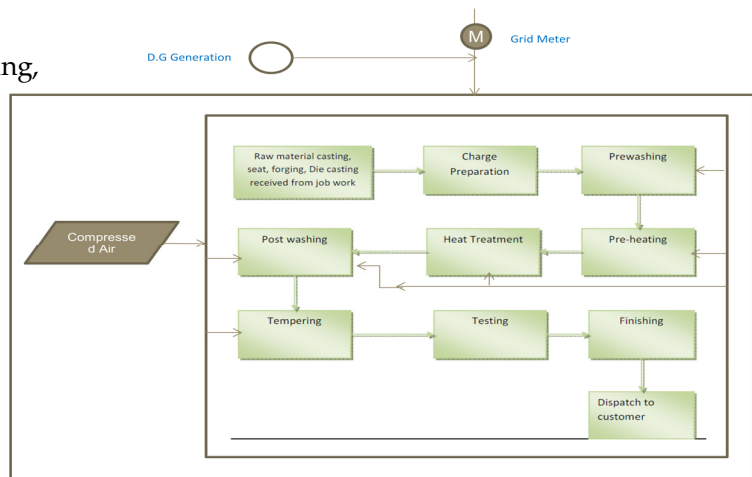 M
Grid Meter
D.G Generation
Raw material casting,
seat, forging, Die casting
received from job work
Charge
Preparation
Prewashing
Compresse
d Air
Post washing
Heat Treatment
Pre-heating
Tempering
Testing
Finishing
Dispatch to
customer